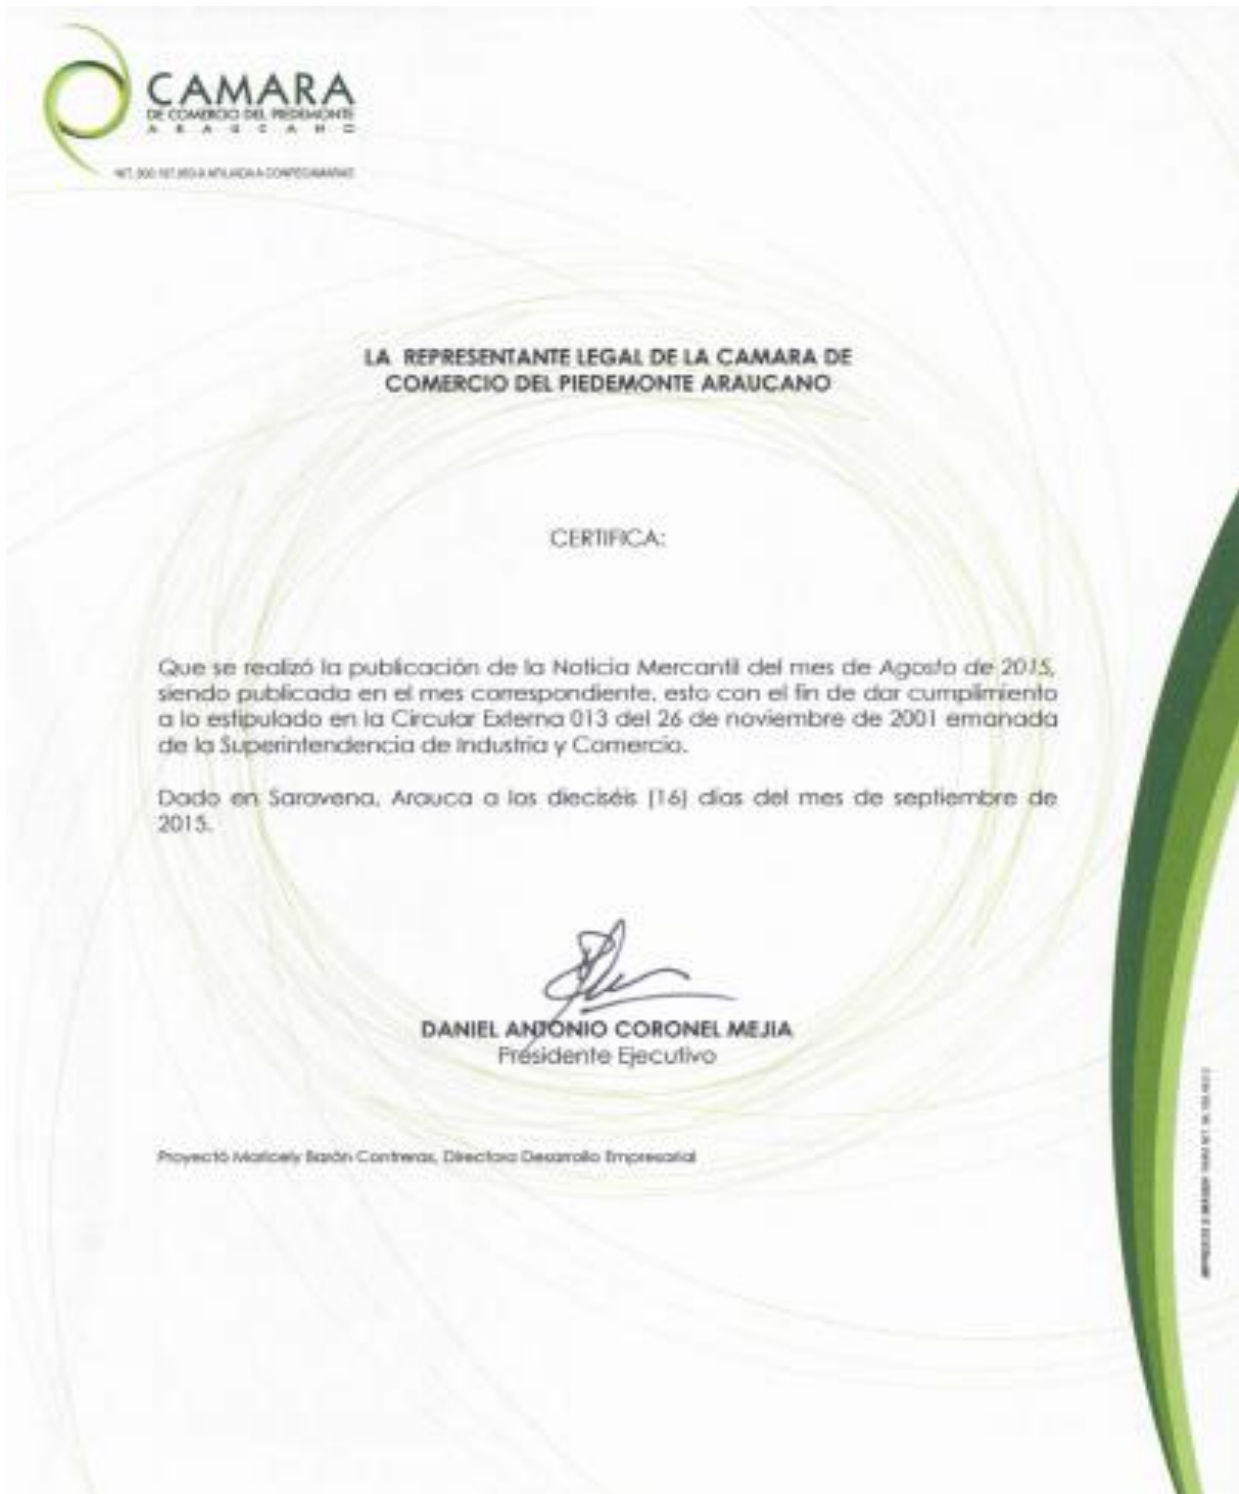 CAMARA
DE COMERCIO DEL PIEDEMONTE
ARAUCANO
LA REPRESENTANTE LEGAL DE LA CAMARA DE
COMERCIO DEL PIEDEMONTE ARAUCANO
CERTIFICA:
Que se realizó la publicación de la Noticia Mercantil del mes de Agosto de 2015,
siendo publicada en el mes correspondiente, esto con el fin de dar cumplimiento
a lo estipulado en la Circular Externa 013 del 26 de noviembre de 2001 emanada
de la Superintendencia de Industria y Comercio.
Dado en Saravena, Arauca a los dieciséis (16) días del mes de septiembre de
2015.
DANIEL ANTONIO CORONEL MEJIA
Presidente Ejecutivo
Proyectó Maricely Barón Contreras, Directora Desarrollo Empresarial